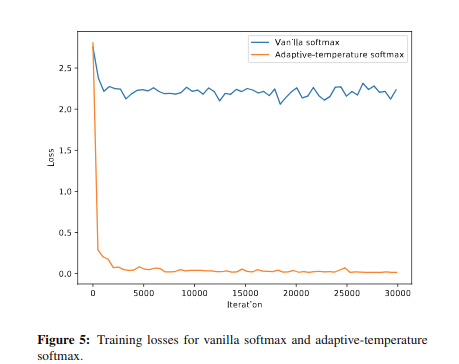 Vanilla softmax
Adaptive-temperature softmax
2.5
2.0
1.5
1.0
0.5
0.0
Loss
0
5000
10000
15000
20000
25000
30000
Iteration
Figure 5: Training losses for vanilla softmax and adaptive-temperature
softmax.